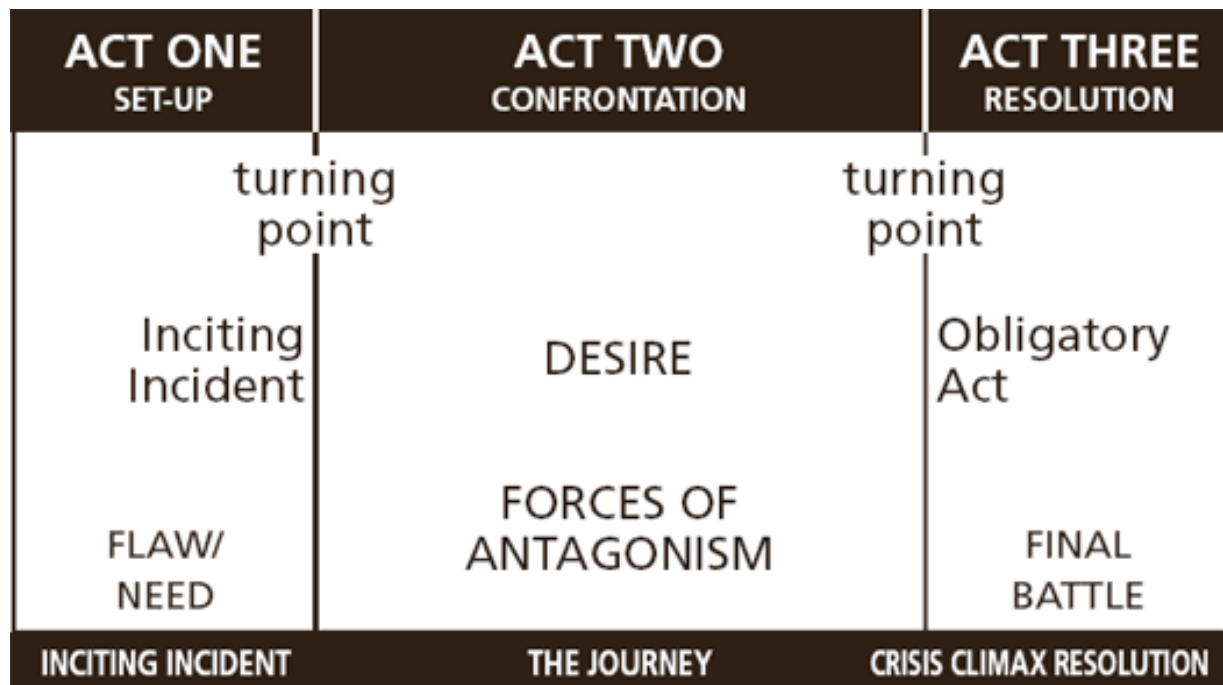 ACT ONE
SET-UP
ACT TWO
CONFRONTATION
ACT THREE
RESOLUTION
turning
point
turning
point
Inciting
Incident
DESIRE
Obligatory
Act
FLAW/
NEED
FORCES OF
ANTAGONISM
FINAL
BATTLE
INCITING INCIDENT
THE JOURNEY
CRISIS CLIMAX RESOLUTION